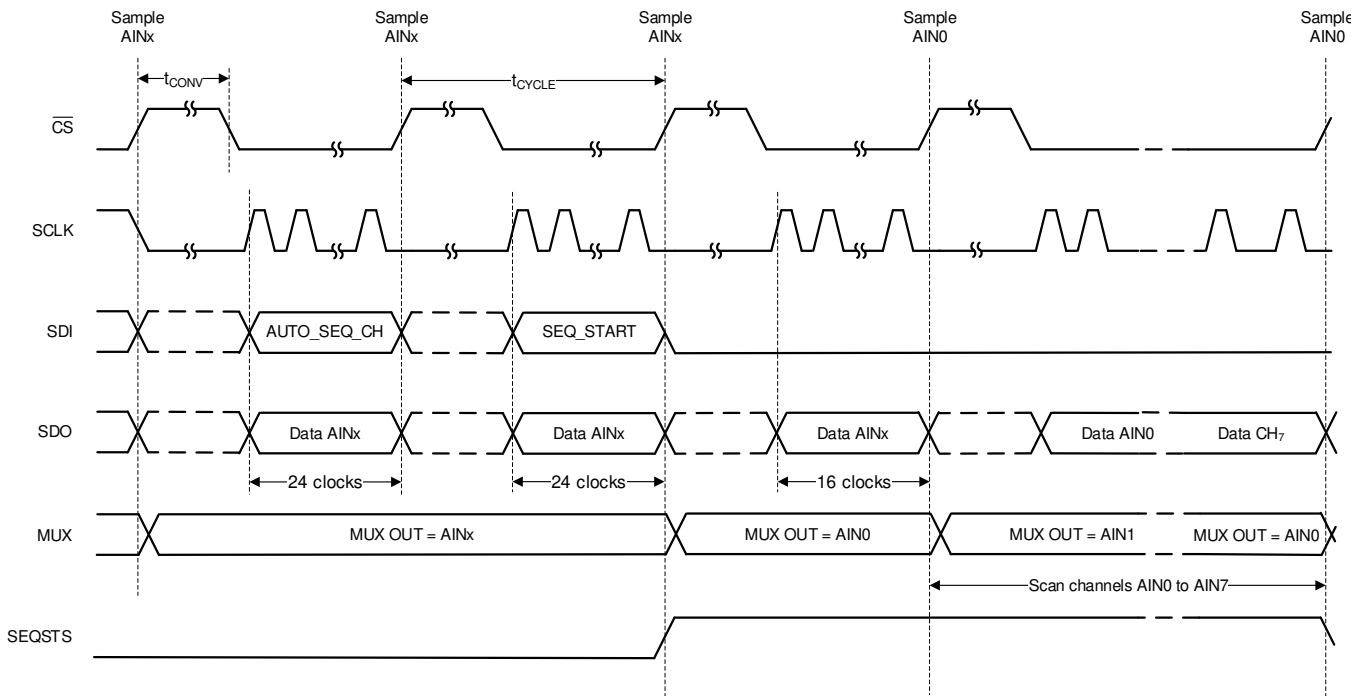 Sample
AINx
Sample
AINx
Sample
AINx
Sample
AIN0
Sample
AIN0
tCONV
tCYCLE
CS
SCLK
SDI
AUTO_SEQ_CH
SEQ_START
SDO
Data AINx
Data AINx
Data AINx
Data AIN0
Data CH7
24 clocks
24 clocks
16 clocks
MUX
MUX OUT = AINx
MUX OUT = AIN0
MUX OUT = AIN1
MUX OUT = AIN0
Scan channels AIN0 to AIN7
SEQSTS